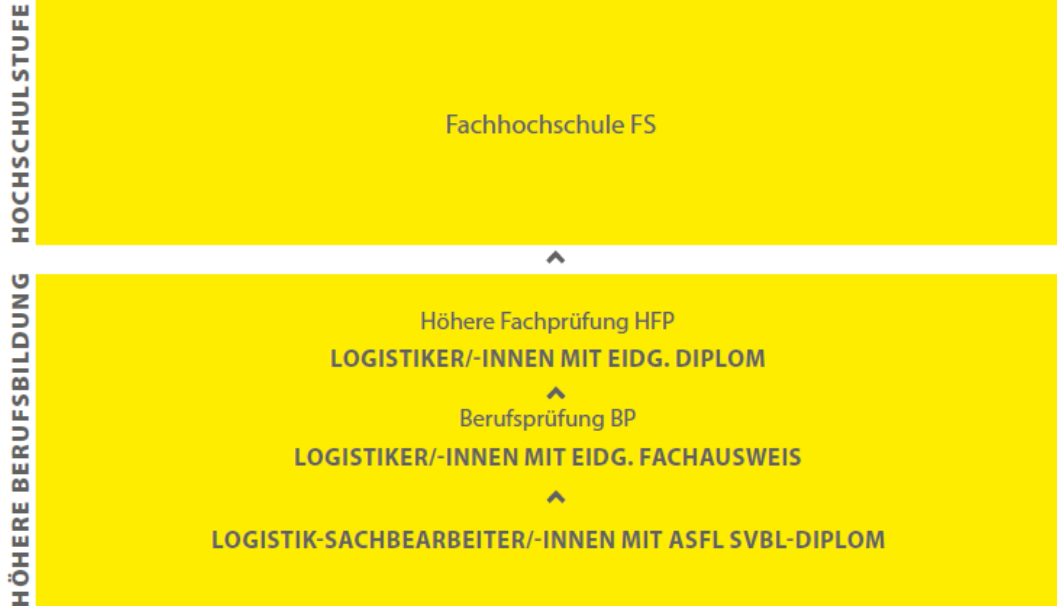 HOCHSCHULSTUFE
Fachhochschule FS
HÖHERE BERUFSBILDUNG
Höhere Fachprüfung HFP
LOGISTIKER/-INNEN MIT EIDG. DIPLOM
Berufsprüfung BP
LOGISTIKER/-INNEN MIT EIDG. FACHAUSWEIS
LOGISTIK-SACHBEARBEITER/-INNEN MIT ASFL SVBL-DIPLOM